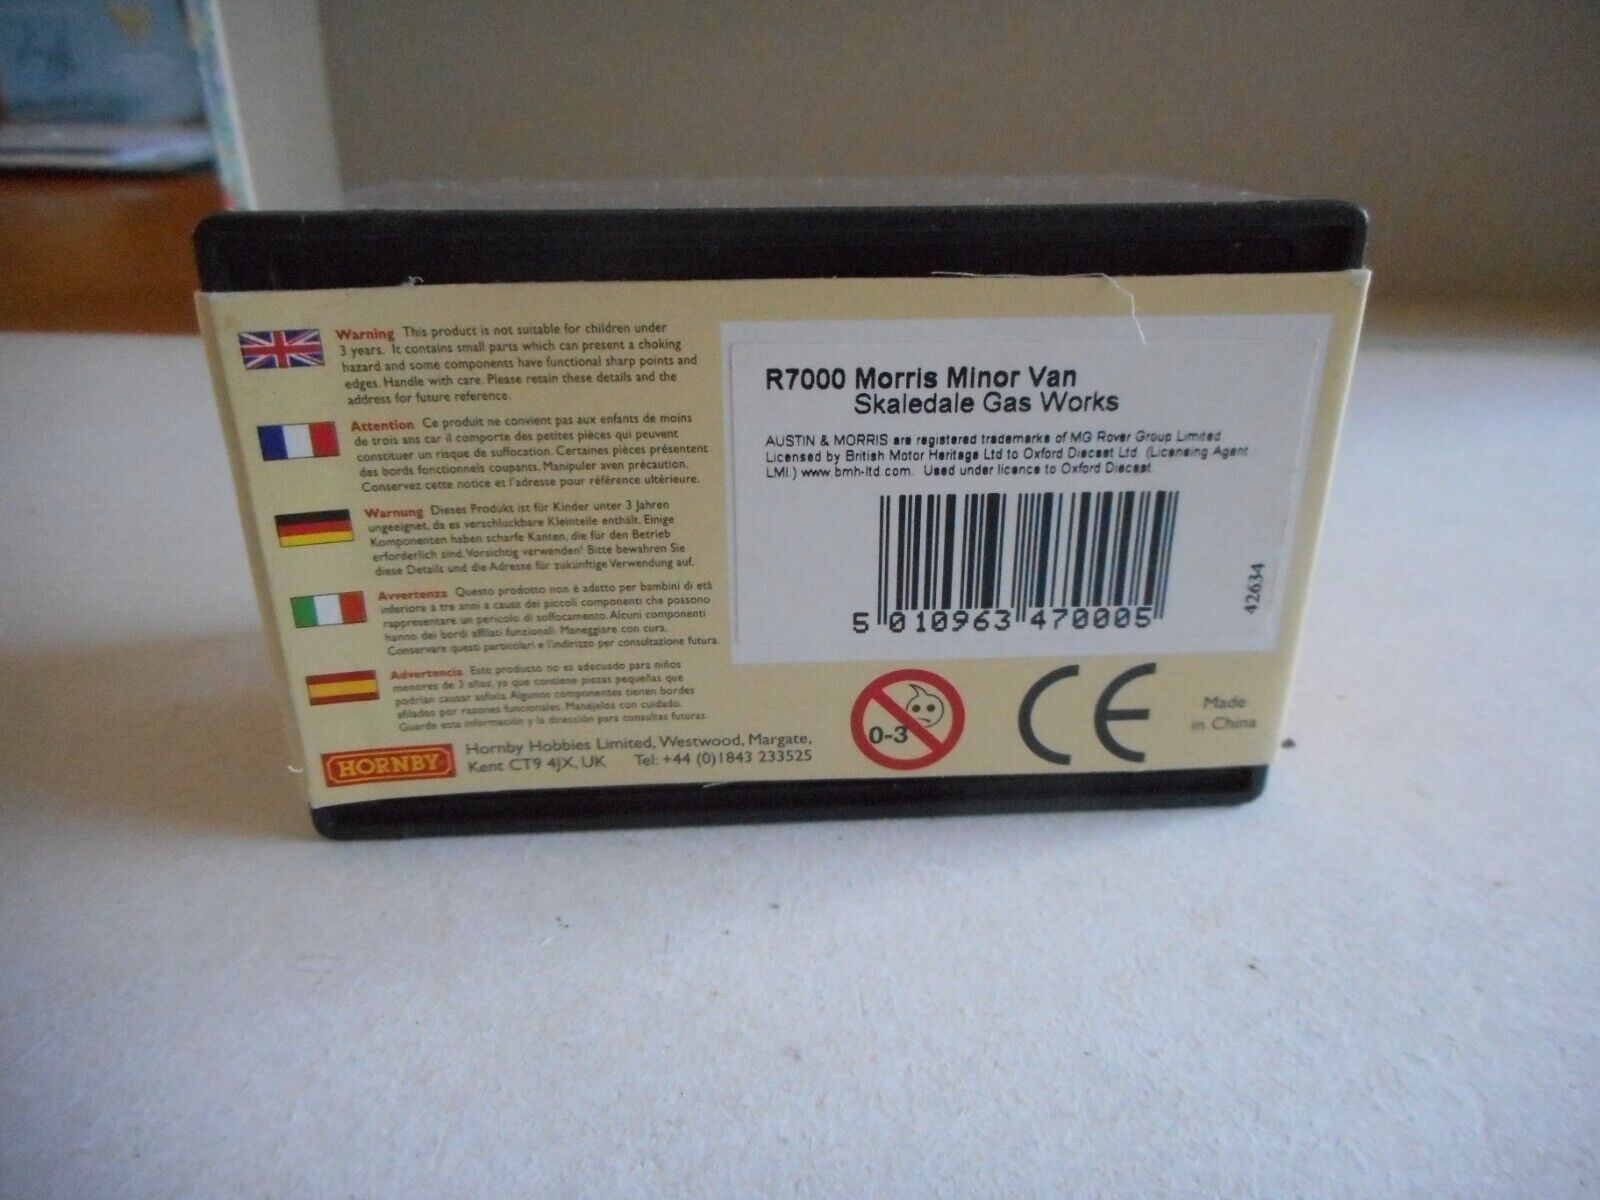 Warning This product is not suitable for children under
3 years. It contains small parts which can present a choking
hazard and some components have functional sharp points and
edges. Handle with care. Please retain these details and the
address for future reference.
Attention Ce produit ne convient pas aux enfants de moins
de trois ans car il comporte des petites pièces qui peuvent
constituer un risque de suffocation. Certaines pièces présentent
des bords fonctionnels coupants. Manipuler aven précaution.
Conservez cette notice et l'adresse pour référence ultérieure.
Warnung Dieses Produkt ist für Kinder unter 3 Jahren
ungeeignet, da es verschluckbare Kleinteile enthält. Einige
Komponenten haben scharfe Kanten, die für den Betrieb
erforderlich sind. Vorsichtig verwenden! Bitte bewahren Sie
diese Details und die Adresse für zukünftige Verwendung auf.
Avvertenza Questo prodotto non è adatto per bambini di età
inferiore a tre anni a causa dei piccoli componenti che possono
rappresentare un pericolo di soffocamento. Alcuni componenti
hanno dei bordi affilati funzionali. Maneggiare con cura.
Conservare questi particolari e l'indirizzo per consultazione futura.
Advertencia Este producto no es adecuado para niños
menores de 3 años, ya que contiene piezas pequeñas que
podrían causar asfixia. Algunos componentes tienen bordes
afilados por razones funcionales. Manéjelos con cuidado.
Guarde esta información y la dirección para consultas futuras.
HORNBY
Hornby Hobbies Limited, Westwood, Margate,
Kent CT9 4JX, UK Tel: +44 (0)1843 233525
R7000 Morris Minor Van
Skaledale Gas Works
AUSTIN & MORRIS are registered trademarks of MG Rover Group Limited
Licensed by British Motor Heritage Ltd to Oxford Diecast Ltd (Licensing Agent
LMI.) www.bmh-ltd.com. Used under licence to Oxford Diecast.
5 010963 470005
42634
0-3
CE
Made
in China